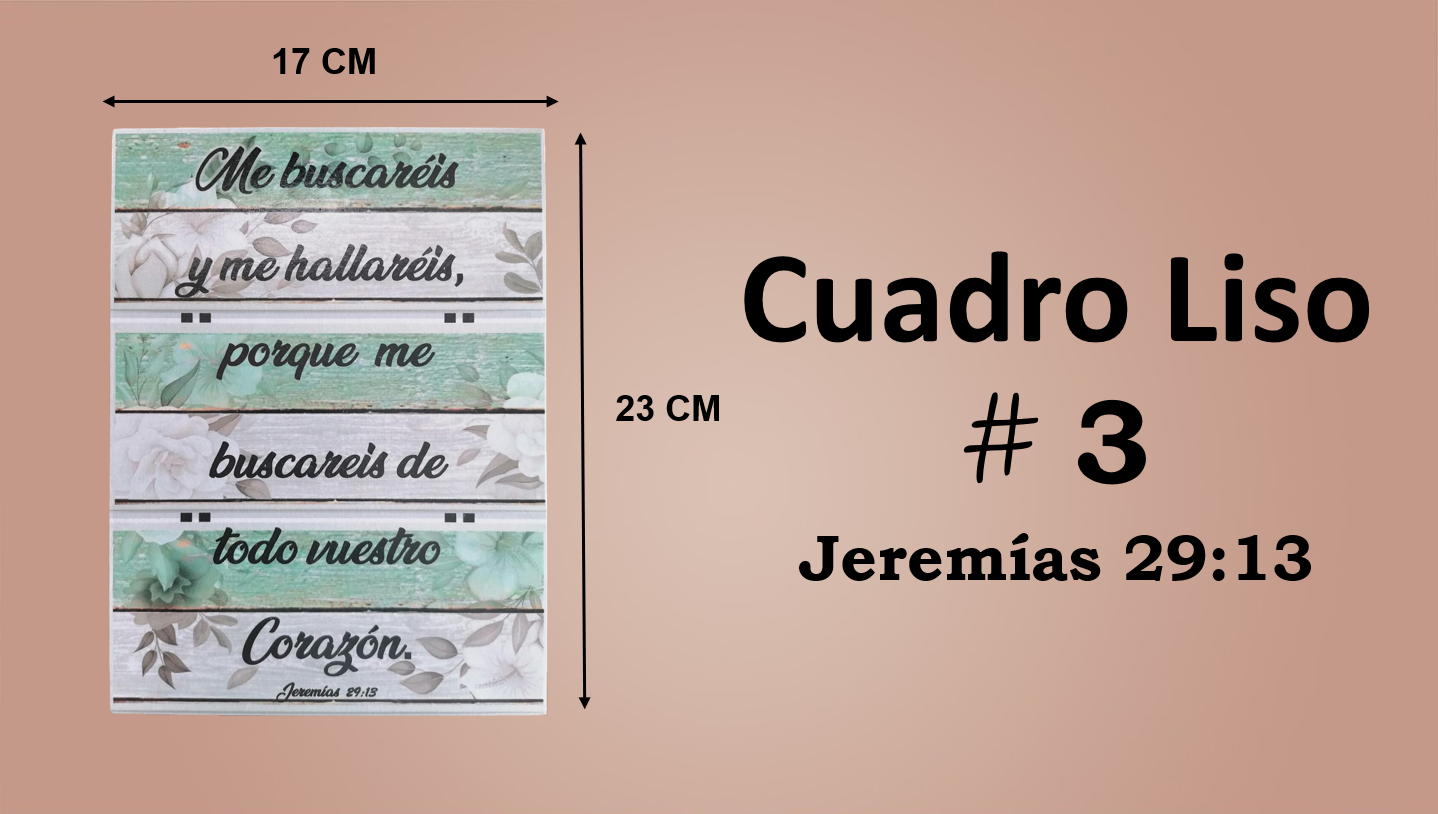 17 CM
Me buscaréis
y me hallaréis,
porque me
buscareis de
todo vuestro
Corazón.
Jeremías 29:13
23 CM
Cuadro Liso
# 3
Jeremías 29:13